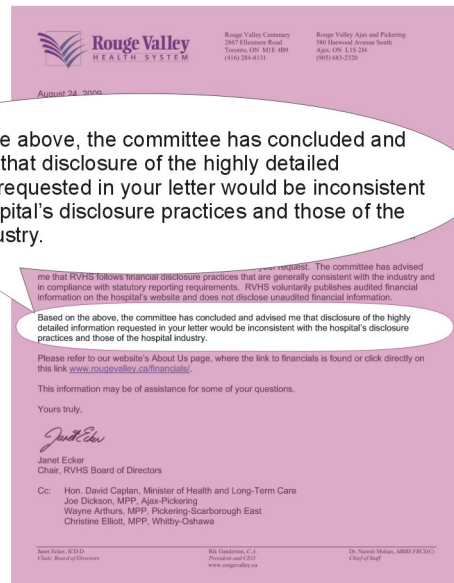 Rouge Valley
HEALTH SYSTEM
Rouge Valley Centenary
2867 Ellesmere Road
Toronto, ON M1E 4B9
(416) 284-8131
Rouge Valley Ajax and Pickering
580 Harwood Avenue South
Ajax, ON L1S 2J4
(905) 683-2320
August 24, 2009
e above, the committee has concluded and
that disclosure of the highly detailed
requested in your letter would be inconsistent
pital's disclosure practices and those of the
ustry.
your request. The committee has advised
me that RVHS follows financial disclosure practices that are generally consistent with the industry and
in compliance with statutory reporting requirements. RVHS voluntarily publishes audited financial
information on the hospital's website and does not disclose unaudited financial information.
Based on the above, the committee has concluded and advised me that disclosure of the highly
detailed information requested in your letter would be inconsistent with the hospital's disclosure
practices and those of the hospital industry.
Please refer to our website's About Us page, where the link to financials is found or click directly on
this link www.rougevalley.ca/financials/.
This information may be of assistance for some of your questions.
Yours truly,
Janet Ecker
Janet Ecker
Chair, RVHS Board of Directors
Cc: Hon. David Caplan, Minister of Health and Long-Term Care
Joe Dickson, MPP, Ajax-Pickering
Wayne Arthurs, MPP, Pickering-Scarborough East
Christine Elliott, MPP, Whitby-Oshawa
Janet Ecker, ICD.D
Chair, Board of Directors
Rik Ganderton, C.A.
President and CEO
www.rougevalley.ca
Dr. Naresh Mohan, MBBS FRCS(C)
Chief of Staff